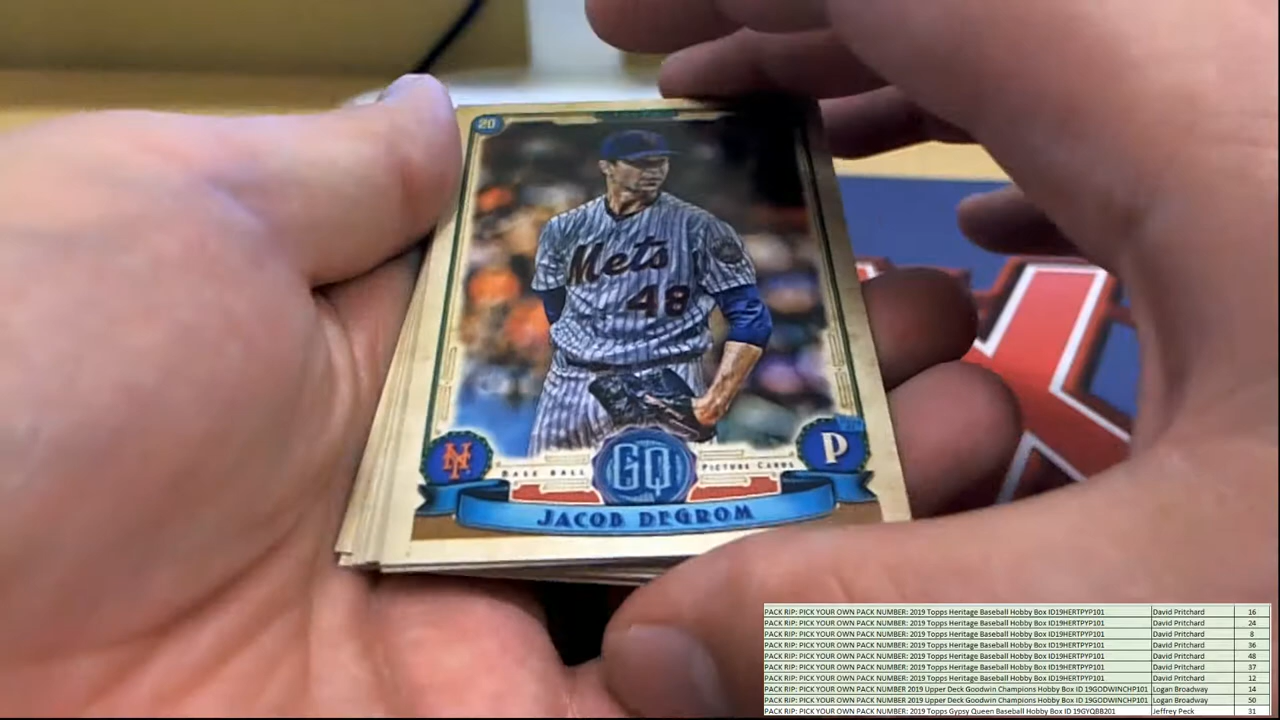 20
Mets
48
NY
BASE BALL
GQ
PICTURE CARDS
P
JACOB DEGROM
PACK RIP: PICK YOUR OWN PACK NUMBER: 2019 Topps Heritage Baseball Hobby Box ID19HERTPYP101 David Pritchard 16
PACK RIP: PICK YOUR OWN PACK NUMBER: 2019 Topps Heritage Baseball Hobby Box ID19HERTPYP101 David Pritchard 24
PACK RIP: PICK YOUR OWN PACK NUMBER: 2019 Topps Heritage Baseball Hobby Box ID19HERTPYP101 David Pritchard 8
PACK RIP: PICK YOUR OWN PACK NUMBER: 2019 Topps Heritage Baseball Hobby Box ID19HERTPYP101 David Pritchard 36
PACK RIP: PICK YOUR OWN PACK NUMBER: 2019 Topps Heritage Baseball Hobby Box ID19HERTPYP101 David Pritchard 48
PACK RIP: PICK YOUR OWN PACK NUMBER: 2019 Topps Heritage Baseball Hobby Box ID19HERTPYP101 David Pritchard 37
PACK RIP: PICK YOUR OWN PACK NUMBER: 2019 Topps Heritage Baseball Hobby Box ID19HERTPYP101 David Pritchard 12
PACK RIP: PICK YOUR OWN PACK NUMBER 2019 Upper Deck Goodwin Champions Hobby Box ID 19GODWINCHP101 Logan Broadway 14
PACK RIP: PICK YOUR OWN PACK NUMBER 2019 Upper Deck Goodwin Champions Hobby Box ID 19GODWINCHP101 Logan Broadway 50
PACK RIP: PICK YOUR OWN PACK NUMBER: 2019 Topps Gypsy Queen Baseball Hobby Box ID 19GYQBB201 Jeffrey Peck 31